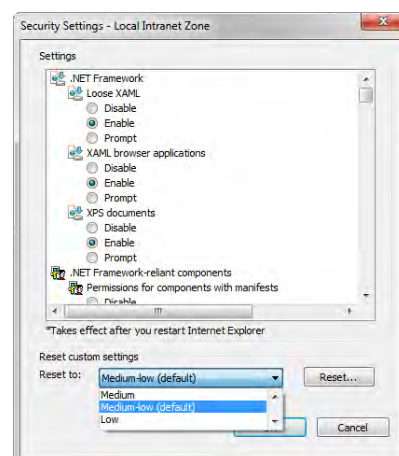 Security Settings - Local Intranet Zone
Settings
.NET Framework
Loose XAML
Disable
Enable
Prompt
XAML browser applications
Disable
Enable
Prompt
XPS documents
Disable
Enable
Prompt
.NET Framework-reliant components
Permissions for components with manifests
Disable
*Takes effect after you restart Internet Explorer
Reset custom settings
Reset to: Medium-low (default) Reset...
Medium
Medium-low (default)
Low
Cancel